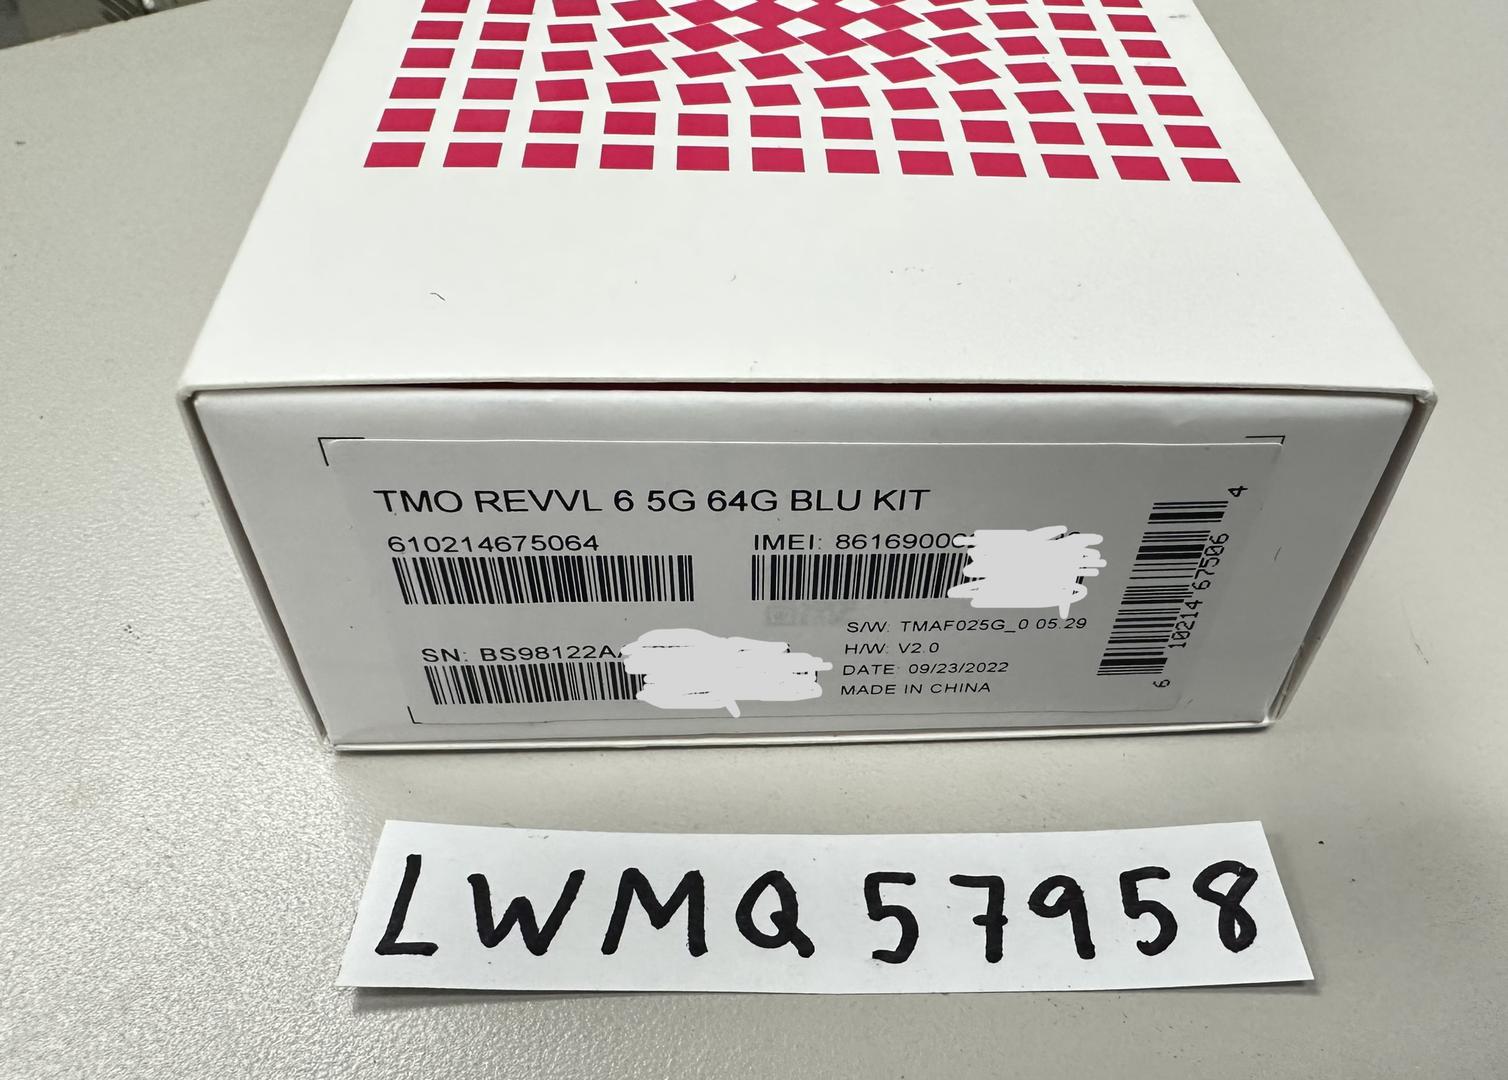 TMO REVVL 6 5G 64G BLU KIT
610214675064
IMEI: 8616900
SN: BS98122A
S/W: TMAF025G_0 05.29
H/W: V2.0
DATE: 09/23/2022
MADE IN CHINA
6 10214 67506 4
LWMQ57958